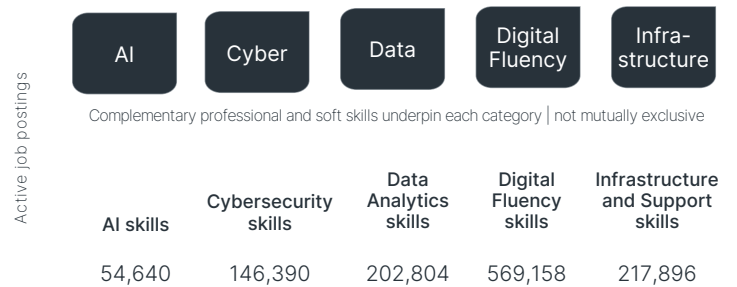 AI
Cyber
Data
Digital
Fluency
Infra-
structure
Complementary professional and soft skills underpin each category | not mutually exclusive
Active job postings
AI skills
Cybersecurity
skills
Data
Analytics
skills
Digital
Fluency
skills
Infrastructure
and Support
skills
54,640
146,390
202,804
569,158
217,896